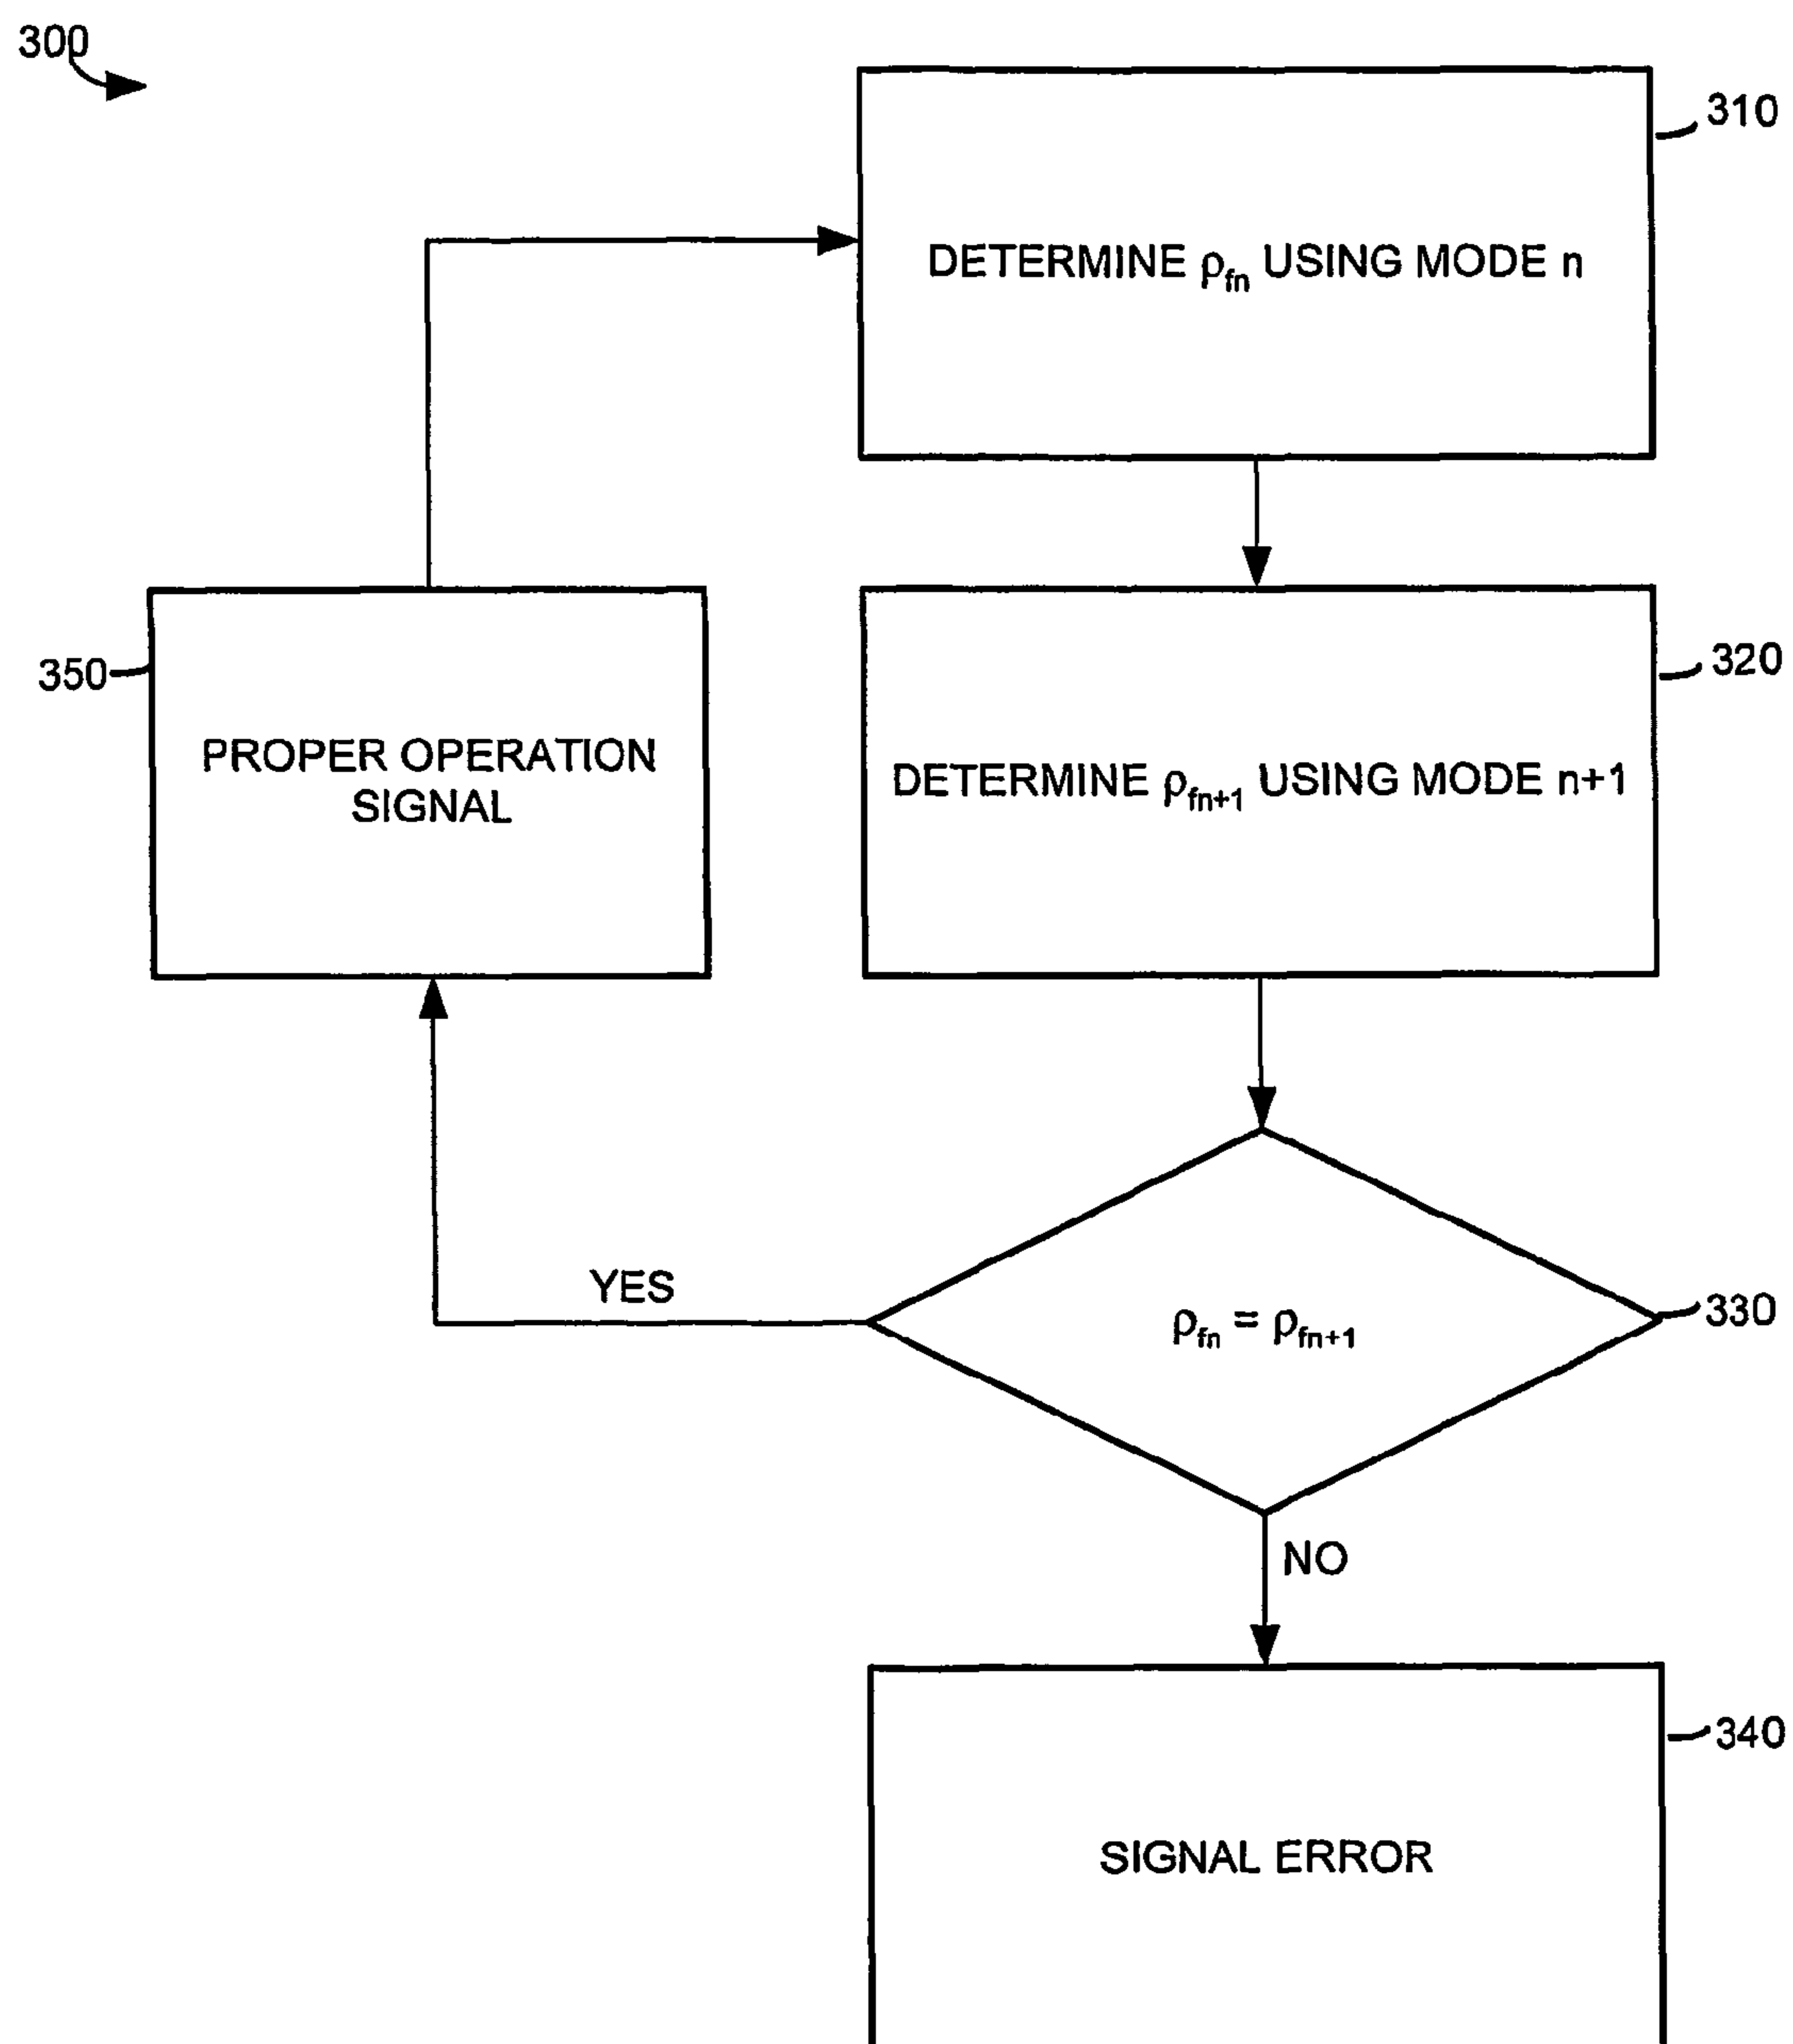 300
310
DETERMINE ρfn USING MODE n
350
320
PROPER OPERATION
SIGNAL
DETERMINE ρfn+1 USING MODE n+1
YES
ρfn = ρfn+1
330
NO
340
SIGNAL ERROR